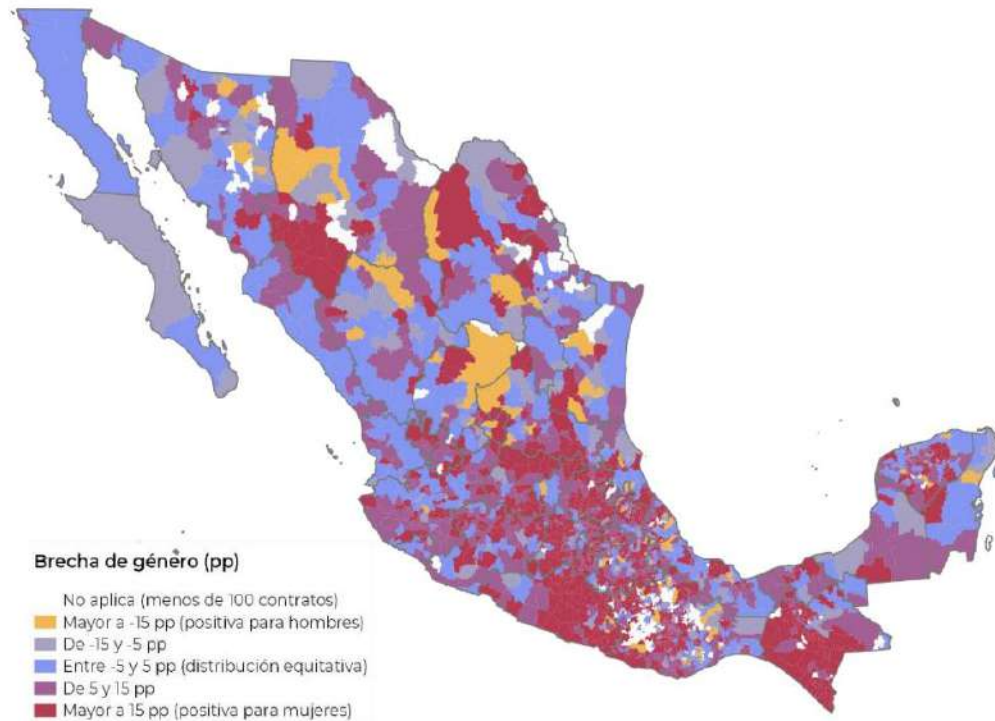 Brecha de género (pp)
No aplica (menos de 100 contratos)
Mayor a -15 pp (positiva para hombres)
De -15 y -5 pp
Entre -5 y 5 pp (distribución equitativa)
De 5 y 15 pp
Mayor a 15 pp (positiva para mujeres)